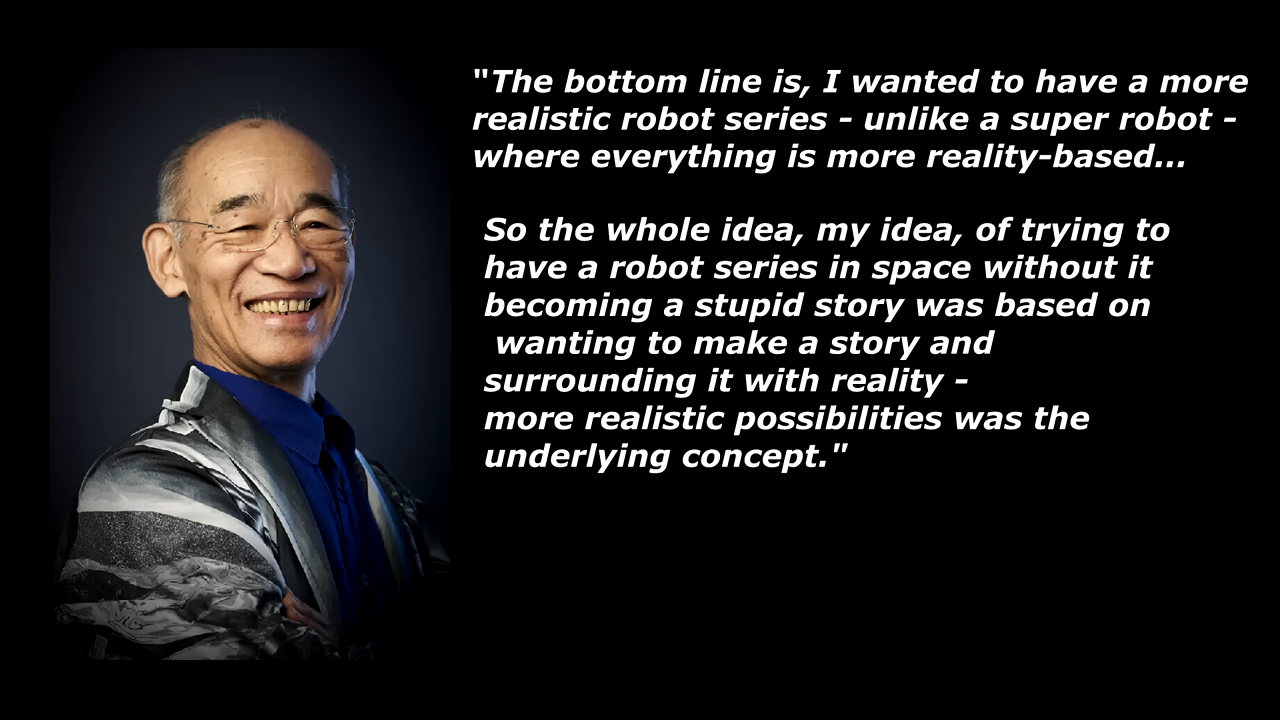 "The bottom line is, I wanted to have a more
realistic robot series - unlike a super robot -
where everything is more reality-based...
So the whole idea, my idea, of trying to
have a robot series in space without it
becoming a stupid story was based on
wanting to make a story and
surrounding it with reality -
more realistic possibilities was the
underlying concept."